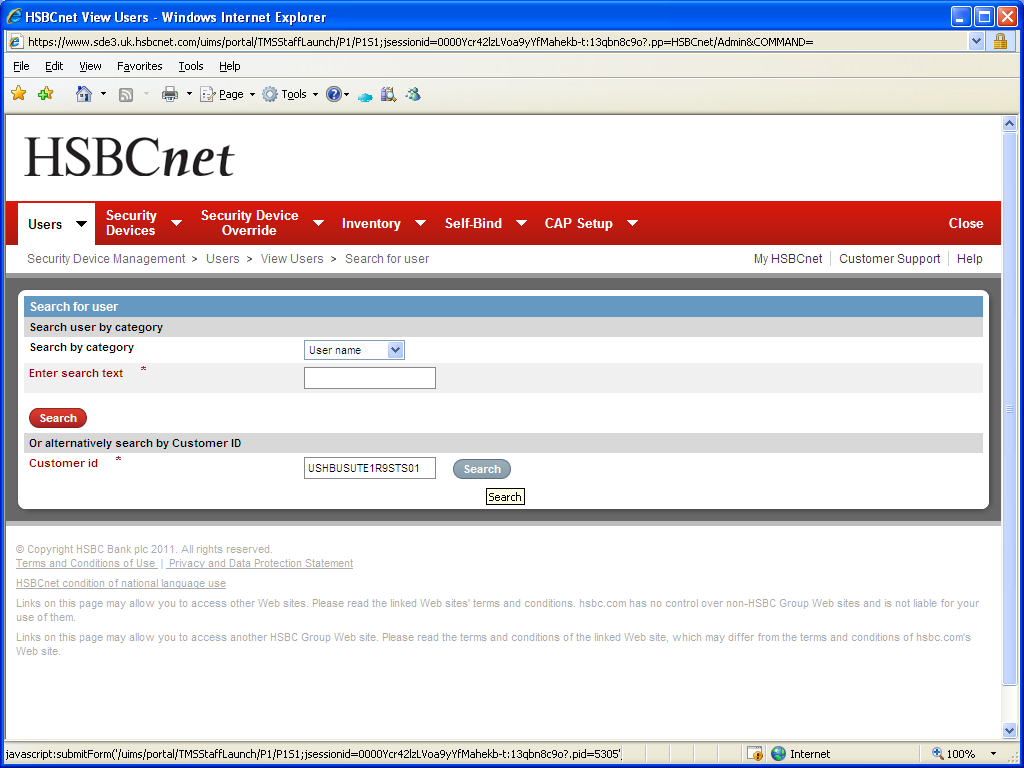 HSBCnet View Users - Windows Internet Explorer
https://www.sde3.uk.hsbcnet.com/uims/portal/TMSStaffLaunch/P1/P1S1;jsessionid=0000Ycr42lzLVoa9yYfMahekb-t:13qbn8c9o?.pp=HSBCnet/Admin&COMMAND=
File Edit View Favorites Tools Help
Page Tools
HSBCnet
Users Security Devices Security Device Override Inventory Self-Bind CAP Setup Close
Security Device Management > Users > View Users > Search for user My HSBCnet Customer Support Help
Search for user
Search user by category
Search by category User name
Enter search text *
Search
Or alternatively search by Customer ID
Customer id * USHBUSUTE1R9STS01 Search
Search
© Copyright HSBC Bank plc 2011. All rights reserved.
Terms and Conditions of Use | Privacy and Data Protection Statement
HSBCnet condition of national language use
Links on this page may allow you to access other Web sites. Please read the linked Web sites' terms and conditions. hsbc.com has no control over non-HSBC Group Web sites and is not liable for your
use of them.
Links on this page may allow you to access another HSBC Group Web site. Please read the terms and conditions of the linked Web site, which may differ from the terms and conditions of hsbc.com's
Web site.
javascript:submitForm('/uims/portal/TMSStaffLaunch/P1/P1S1;jsessionid=0000Ycr42lzLVoa9yYfMahekb-t:13qbn8c9o?.pid=5305' Internet 100%